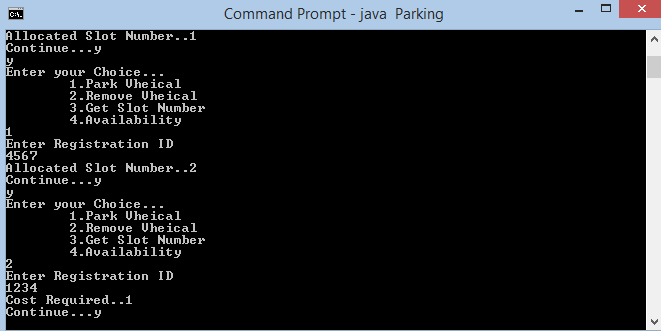 Command Prompt - java  Parking
Allocated Slot Number..1
Continue...y
y
Enter your Choice...
1.Park Vheical
2.Remove Vheical
3.Get Slot Number
4.Availability
1
Enter Registration ID
4567
Allocated Slot Number..2
Continue...y
y
Enter your Choice...
1.Park Vheical
2.Remove Vheical
3.Get Slot Number
4.Availability
2
Enter Registration ID
1234
Cost Required..1
Continue...y